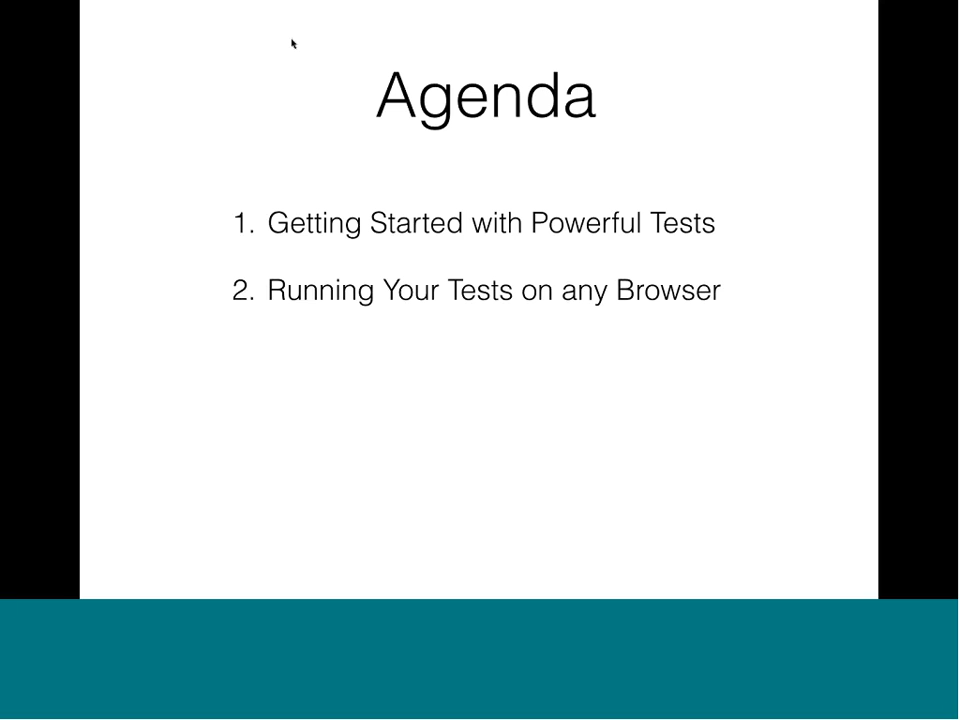 Agenda
1. Getting Started with Powerful Tests
2. Running Your Tests on any Browser